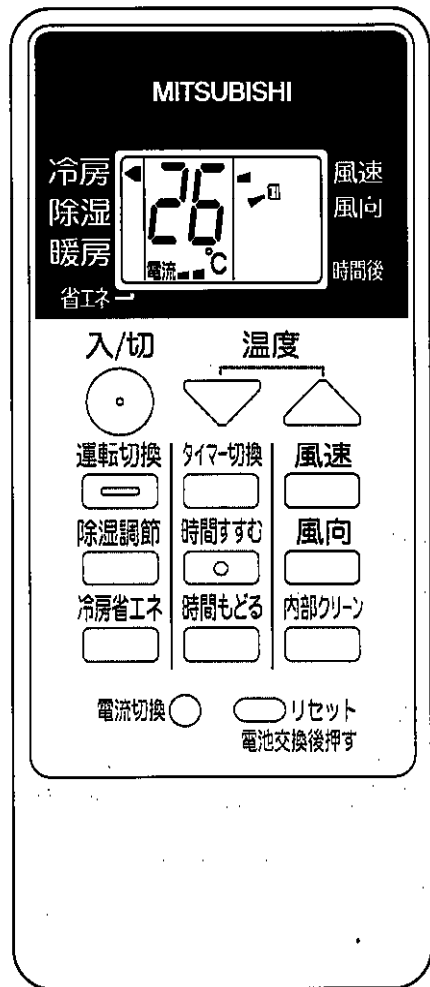 MITSUBISHI
冷房
除湿
暖房
省エネ
26℃
電流
風速
風向
時間後
入/切
温度
運転切換
タイマー切換
風速
除湿調節
時間すすむ
風向
冷房省エネ
時間もどる
内部クリーン
電流切換
リセット
電池交換後押す